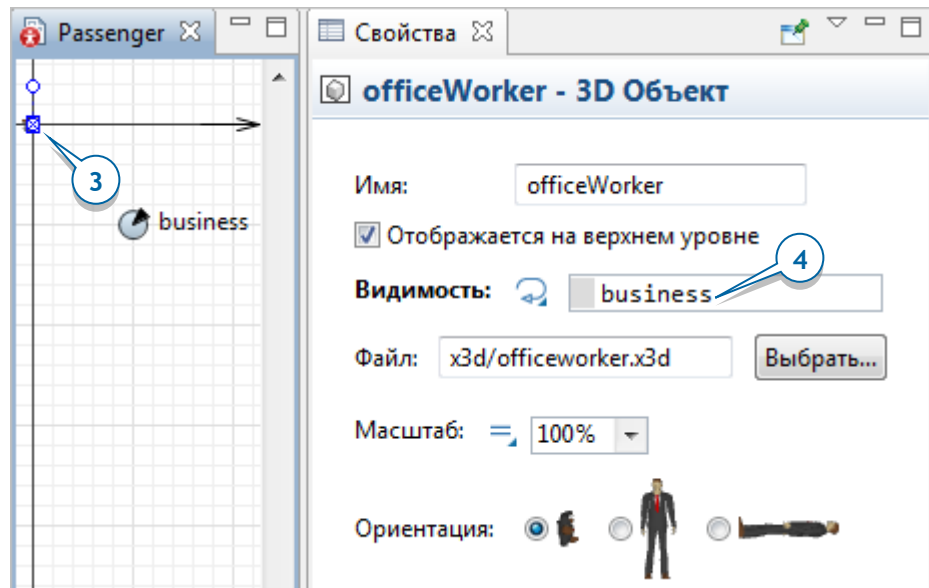 Passenger
3
business
Свойства
officeWorker - 3D Объект
Имя: officeWorker
Отображается на верхнем уровне
4
Видимость: business
Файл: x3d/officeworker.x3d Выбрать...
Масштаб: 100%
Ориентация: